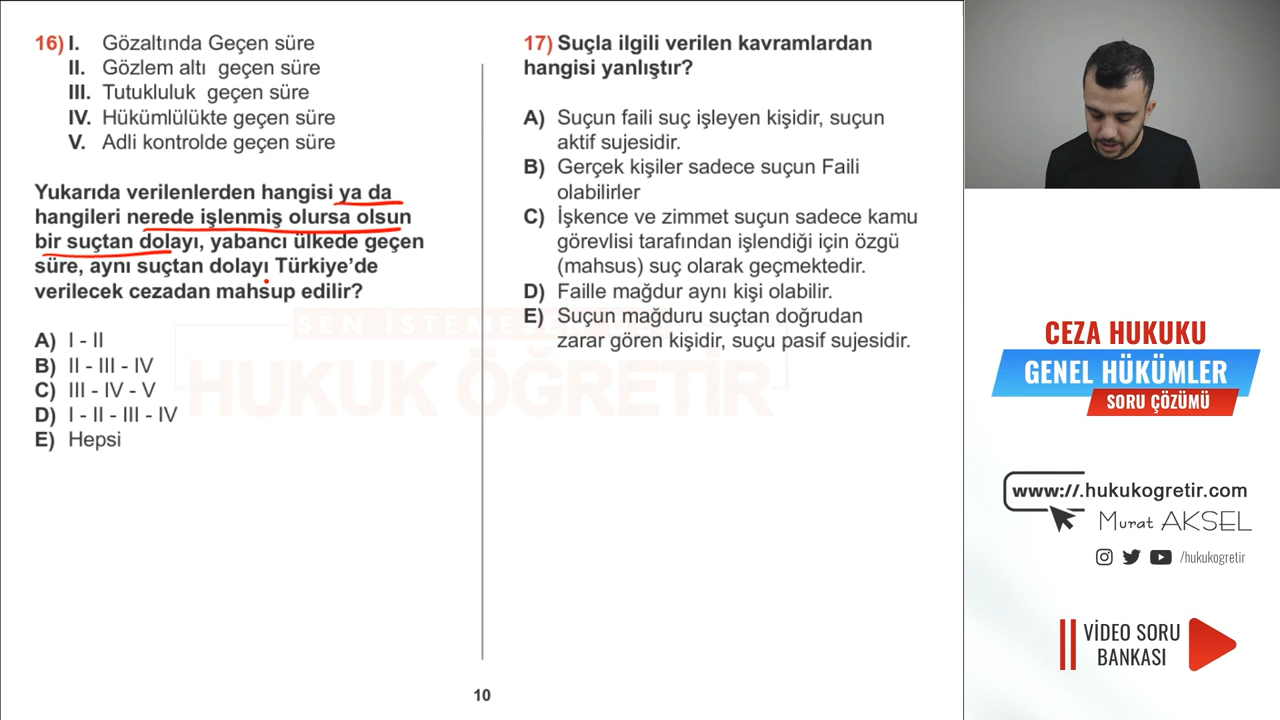 16) I. Gözaltında Geçen süre
II. Gözlem altı geçen süre
III. Tutukluluk geçen süre
IV. Hükümlülükte geçen süre
V. Adli kontrolde geçen süre
Yukarıda verilenlerden hangisi ya da
hangileri nerede işlenmiş olursa olsun
bir suçtan dolayı, yabancı ülkede geçen
süre, aynı suçtan dolayı Türkiye’de
verilecek cezadan mahsup edilir?
A) I - II
B) II - III - IV
C) III - IV - V
D) I - II - III - IV
E) Hepsi
17) Suçla ilgili verilen kavramlardan
hangisi yanlıştır?
A) Suçun faili suç işleyen kişidir, suçun
aktif sujesidir.
B) Gerçek kişiler sadece suçun Faili
olabilirler
C) İşkence ve zimmet suçun sadece kamu
görevlisi tarafından işlendiği için özgü
(mahsus) suç olarak geçmektedir.
D) Faille mağdur aynı kişi olabilir.
E) Suçun mağduru suçtan doğrudan
zarar gören kişidir, suçu pasif sujesidir.
SEN İSTEMESEN
HUKUK ÖĞRETİR
10
CEZA HUKUKU
GENEL HÜKÜMLER
SORU ÇÖZÜMÜ
www://.hukukogretir.com
Murat AKSEL
/hukukogretir
VİDEO SORU
BANKASI